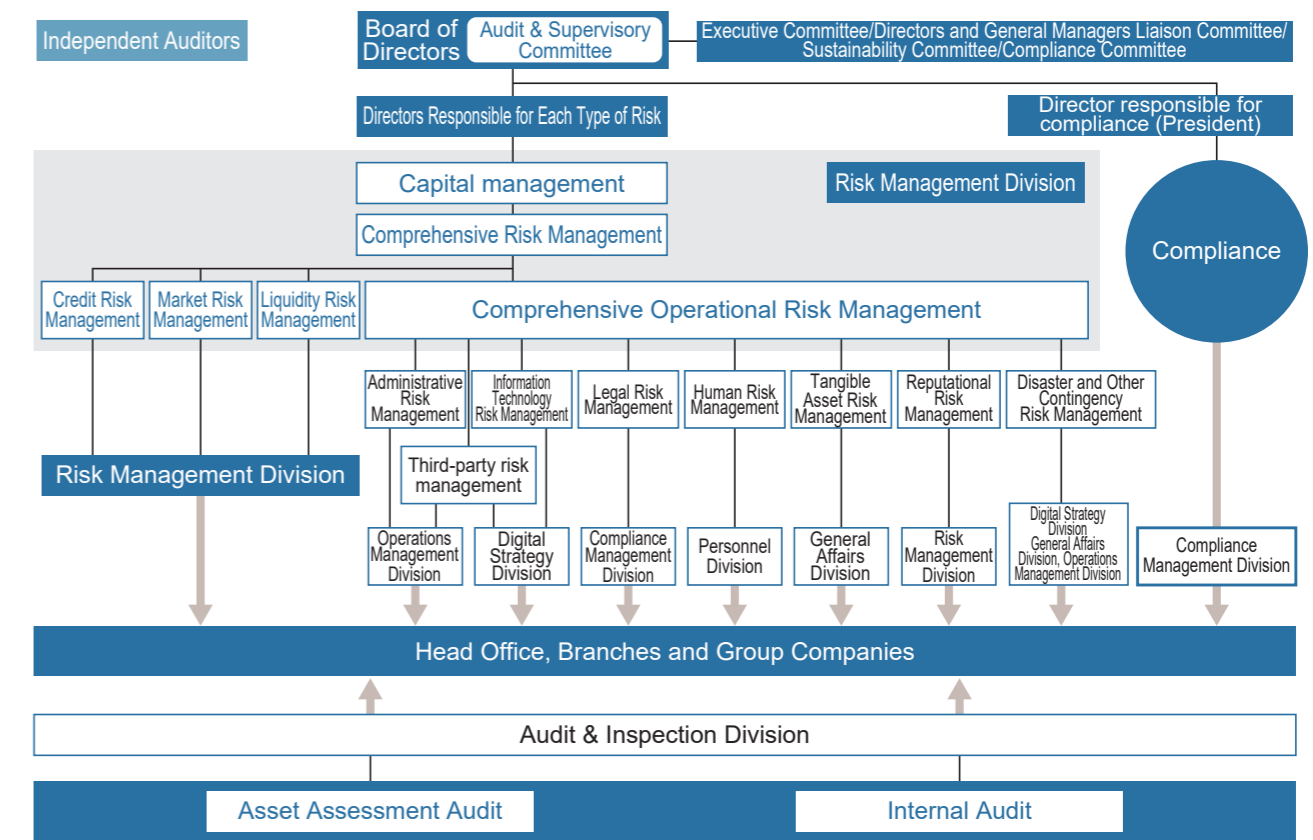 Independent Auditors
Board of
Directors
Audit & Supervisory
Committee
Executive Committee/Directors and General Managers Liaison Committee/
Sustainability Committee/Compliance Committee
Directors Responsible for Each Type of Risk
Director responsible for
compliance (President)
Capital management
Risk Management Division
Comprehensive Risk Management
Compliance
Credit Risk
Management
Market Risk
Management
Liquidity Risk
Management
Comprehensive Operational Risk Management
Administrative
Risk
Management
Information
Technology
Risk Management
Legal Risk
Management
Human Risk
Management
Tangible
Asset Risk
Management
Reputational
Risk
Management
Disaster and Other
Contingency
Risk Management
Risk Management Division
Third-party risk
management
Operations
Management
Division
Digital
Strategy
Division
Compliance
Management
Division
Personnel
Division
General
Affairs
Division
Risk
Management
Division
Digital Strategy
Division
General Affairs
Division, Operations
Management Division
Compliance
Management Division
Head Office, Branches and Group Companies
Audit & Inspection Division
Asset Assessment Audit
Internal Audit